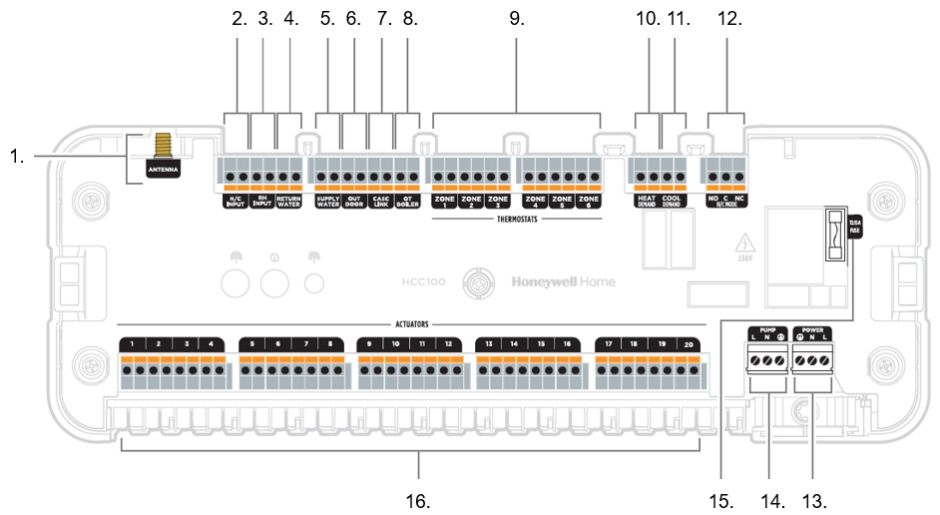 2. 3. 4. 5. 6. 7. 8. 9. 10. 11. 12.
1.
ANTENNA
H/C INPUT
RH INPUT
RETURN WATER
SUPPLY WATER
OUT DOOR
CASC LINK
OT BOILER
ZONE 1
ZONE 2
ZONE 3
ZONE 4
ZONE 5
ZONE 6
THERMOSTATS
HEAT DEMAND
COOL DEMAND
NO C NC
H/C MODE
FUSE
230V
HCC100 Honeywell Home
ACTUATORS
1 2 3 4 5 6 7 8 9 10 11 12 13 14 15 16 17 18 19 20
PUMP
L N
POWER
N L
16. 15. 14. 13.